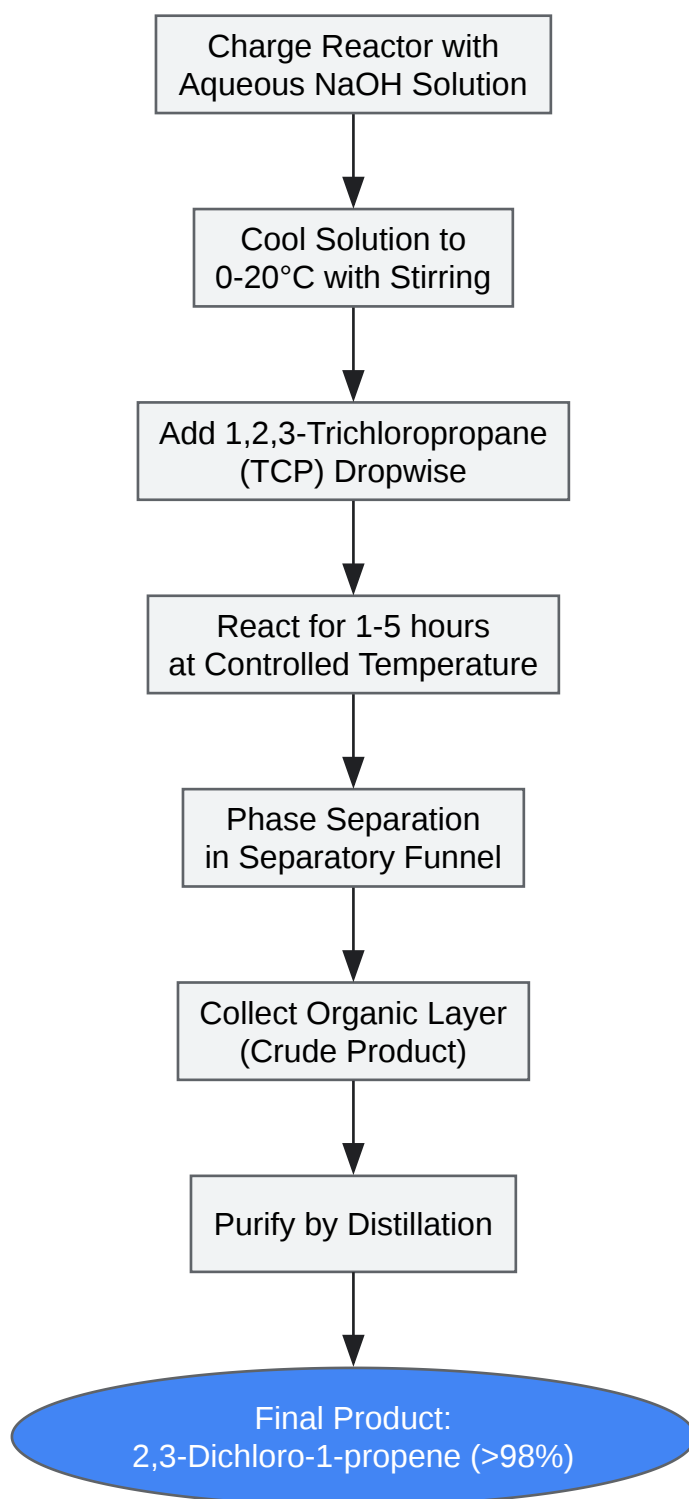 Charge Reactor with
Aqueous NaOH Solution
Cool Solution to
0-20°C with Stirring
Add 1,2,3-Trichloropropane
(TCP) Dropwise
React for 1-5 hours
at Controlled Temperature
Phase Separation
in Separatory Funnel
Collect Organic Layer
(Crude Product)
Purify by Distillation
Final Product:
2,3-Dichloro-1-propene (>98%)